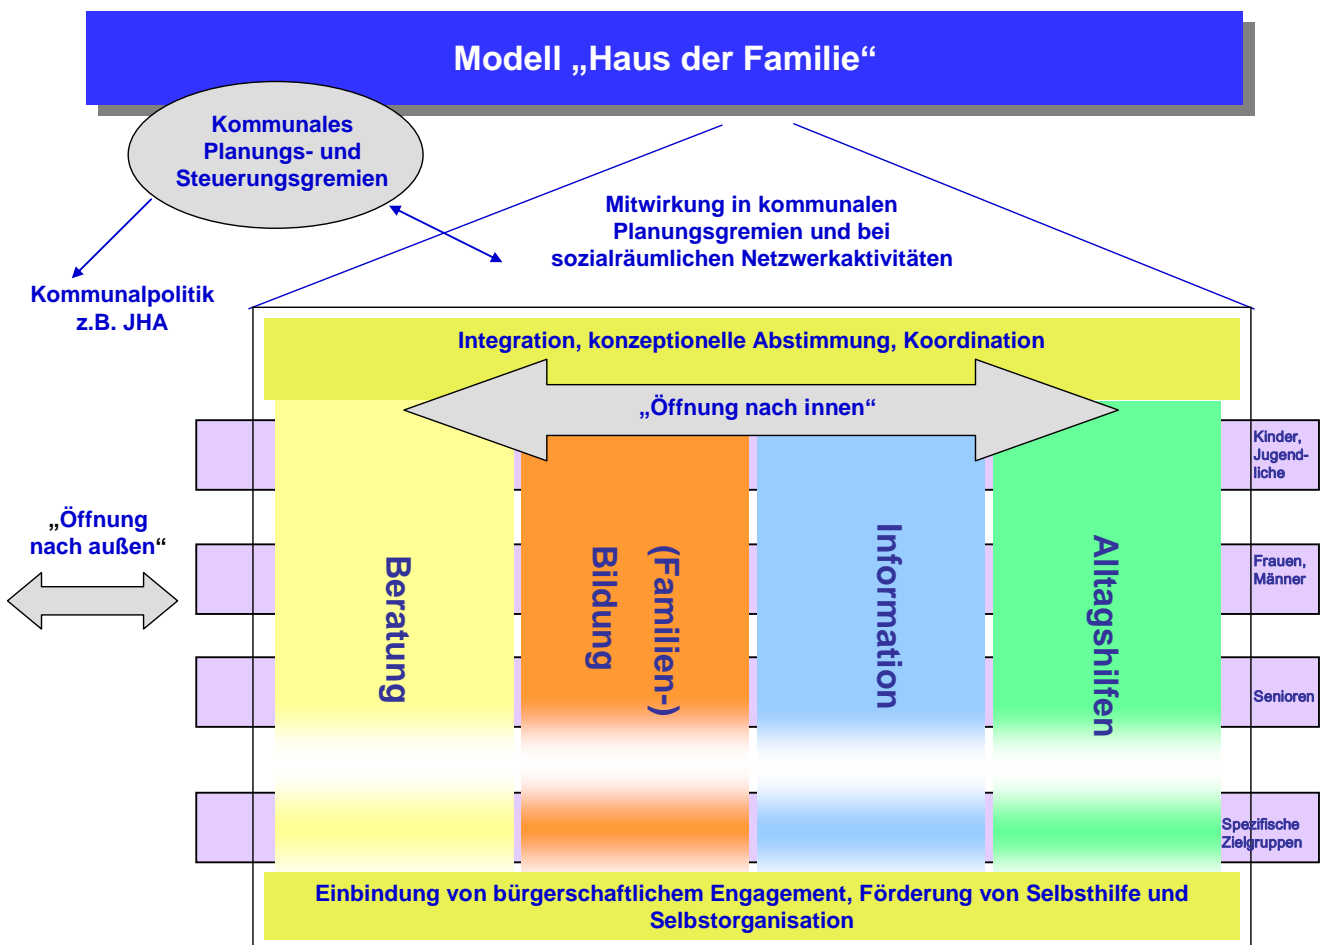 Modell „Haus der Familie“
Kommunales
Planungs- und
Steuerungsgremien
Mitwirkung in kommunalen
Planungsgremien und bei
sozialräumlichen Netzwerkaktivitäten
Kommunalpolitik
z.B. JHA
Integration, konzeptionelle Abstimmung, Koordination
„Öffnung nach innen“
„Öffnung
nach außen“
Beratung
(Familien-)
Bildung
Information
Alltagshilfen
Kinder,
Jugend-
liche
Frauen,
Männer
Senioren
Spezifische
Zielgruppen
Einbindung von bürgerschaftlichem Engagement, Förderung von Selbsthilfe und
Selbstorganisation